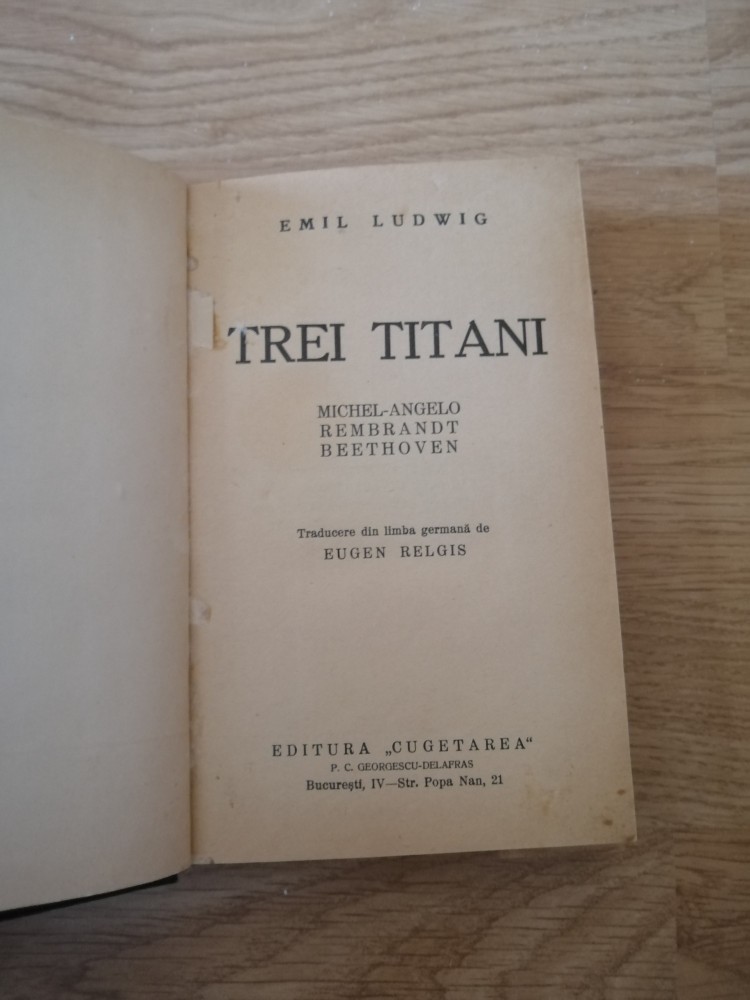 EMIL LUDWIG
TREI TITANI
MICHEL-ANGELO
REMBRANDT
BEETHOVEN
Traducere din limba germană de
EUGEN RELGIS
EDITURA „CUGETAREA“
P. C. GEORGESCU-DELAFRAS
București, IV—Str. Popa Nan, 21